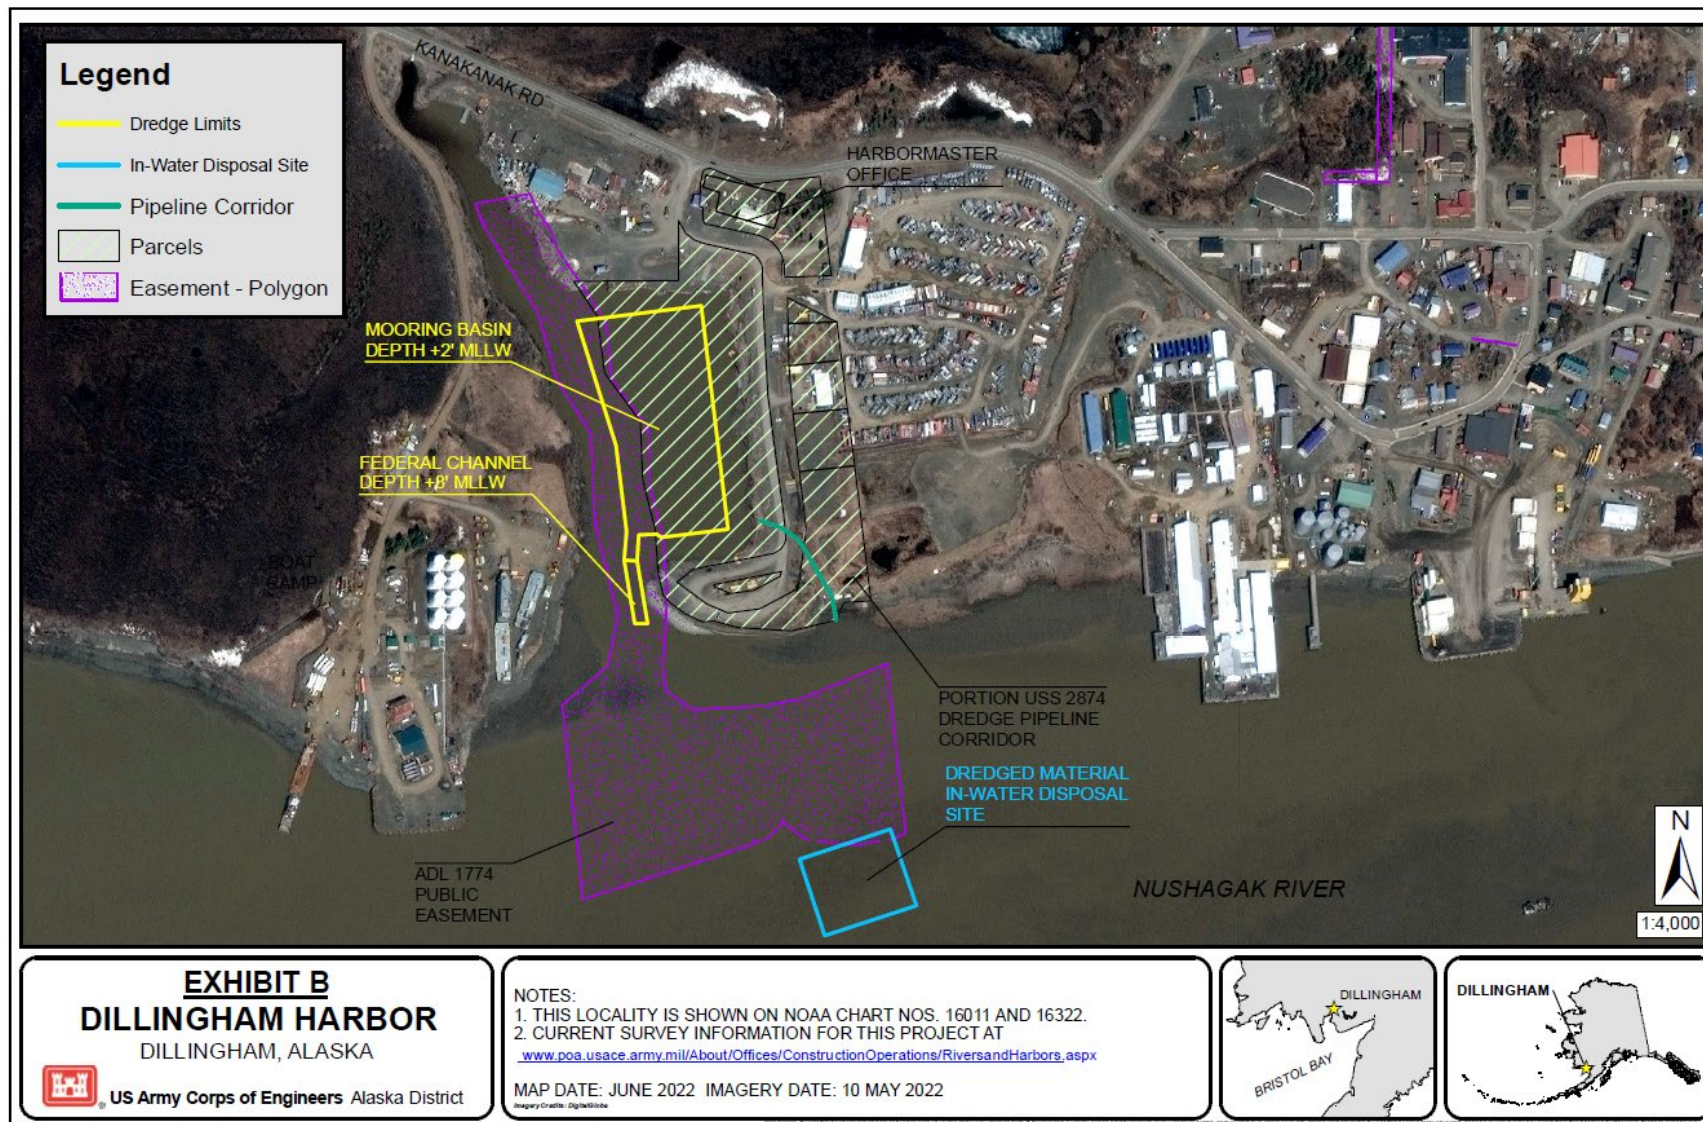 Legend
Dredge Limits
In-Water Disposal Site
Pipeline Corridor
Parcels
Easement - Polygon
KANAKANAK RD
HARBORMASTER
OFFICE
MOORING BASIN
DEPTH +2' MLLW
FEDERAL CHANNEL
DEPTH +8' MLLW
BOAT
RAMP
PORTION USS 2874
DREDGE PIPELINE
CORRIDOR
DREDGED MATERIAL
IN-WATER DISPOSAL
SITE
ADL 1774
PUBLIC
EASEMENT
NUSHAGAK RIVER
N
1:4,000
EXHIBIT B
DILLINGHAM HARBOR
DILLINGHAM, ALASKA
US Army Corps of Engineers Alaska District
NOTES:
1. THIS LOCALITY IS SHOWN ON NOAA CHART NOS. 16011 AND 16322.
2. CURRENT SURVEY INFORMATION FOR THIS PROJECT AT
www.poa.usace.army.mil/About/Offices/ConstructionOperations/RiversandHarbors.aspx
MAP DATE: JUNE 2022 IMAGERY DATE: 10 MAY 2022
Imagery Credits: DigitalGlobe
DILLINGHAM
BRISTOL BAY
DILLINGHAM